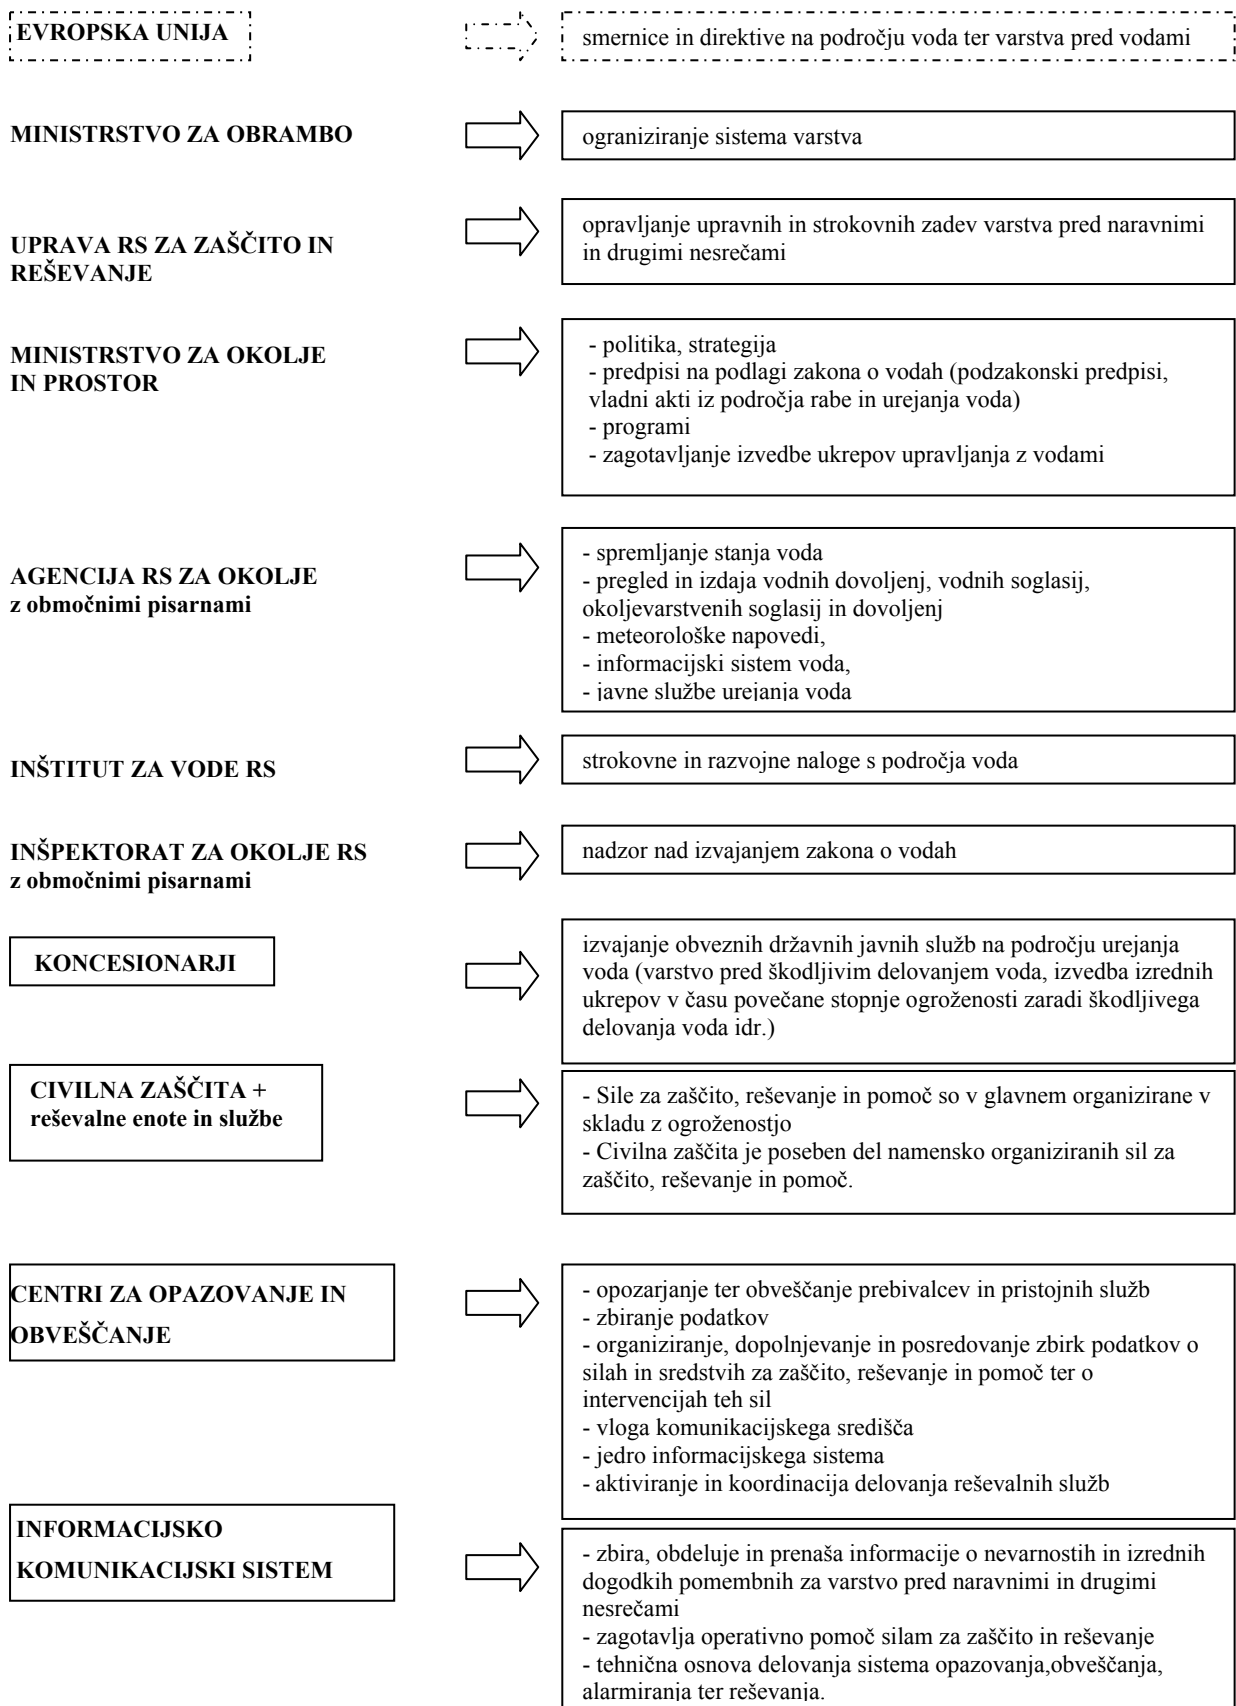 EVROPSKA UNIJA
smernice in direktive na področju voda ter varstva pred vodami
MINISTRSTVO ZA OBRAMBO
ograniziranje sistema varstva
UPRAVA RS ZA ZAŠČITO IN
REŠEVANJE
opravljanje upravnih in strokovnih zadev varstva pred naravnimi
in drugimi nesrečami
MINISTRSTVO ZA OKOLJE
IN PROSTOR
- politika, strategija
- predpisi na podlagi zakona o vodah (podzakonski predpisi,
vladni akti iz področja rabe in urejanja voda)
- programi
- zagotavljanje izvedbe ukrepov upravljanja z vodami
AGENCIJA RS ZA OKOLJE
z območnimi pisarnami
- spremljanje stanja voda
- pregled in izdaja vodnih dovoljenj, vodnih soglasij,
okoljevarstvenih soglasij in dovoljenj
- meteorološke napovedi,
- informacijski sistem voda,
- javne službe urejanja voda
INŠTITUT ZA VODE RS
strokovne in razvojne naloge s področja voda
INŠPEKTORAT ZA OKOLJE RS
z območnimi pisarnami
nadzor nad izvajanjem zakona o vodah
KONCESIONARJI
izvajanje obveznih državnih javnih služb na področju urejanja
voda (varstvo pred škodljivim delovanjem voda, izvedba izrednih
ukrepov v času povečane stopnje ogroženosti zaradi škodljivega
delovanja voda idr.)
CIVILNA ZAŠČITA +
reševalne enote in službe
- Sile za zaščito, reševanje in pomoč so v glavnem organizirane v
skladu z ogroženostjo
- Civilna zaščita je poseben del namensko organiziranih sil za
zaščito, reševanje in pomoč.
CENTRI ZA OPAZOVANJE IN
OBVEŠČANJE
- opozarjanje ter obveščanje prebivalcev in pristojnih služb
- zbiranje podatkov
- organiziranje, dopolnjevanje in posredovanje zbirk podatkov o
silah in sredstvih za zaščito, reševanje in pomoč ter o
intervencijah teh sil
- vloga komunikacijskega središča
- jedro informacijskega sistema
- aktiviranje in koordinacija delovanja reševalnih služb
INFORMACIJSKO
KOMUNIKACIJSKI SISTEM
- zbira, obdeluje in prenaša informacije o nevarnostih in izrednih
dogodkih pomembnih za varstvo pred naravnimi in drugimi
nesrečami
- zagotavlja operativno pomoč silam za zaščito in reševanje
- tehnična osnova delovanja sistema opazovanja,obveščanja,
alarmiranja ter reševanja.